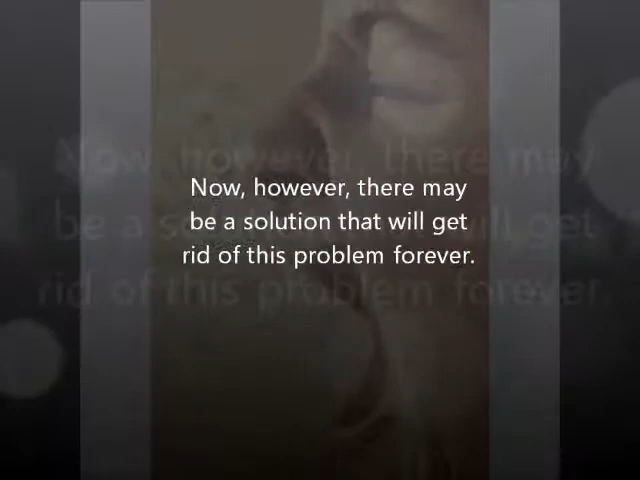 Now, however, there may
be a solution that will get
rid of this problem forever.